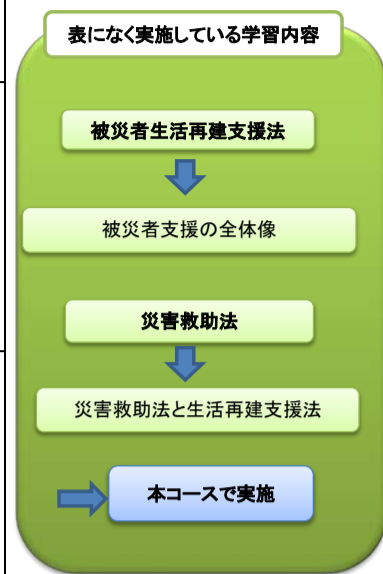 表になく実施している学習内容
被災者生活再建支援法
被災者支援の全体像
災害救助法
災害救助法と生活再建支援法
本コースで実施